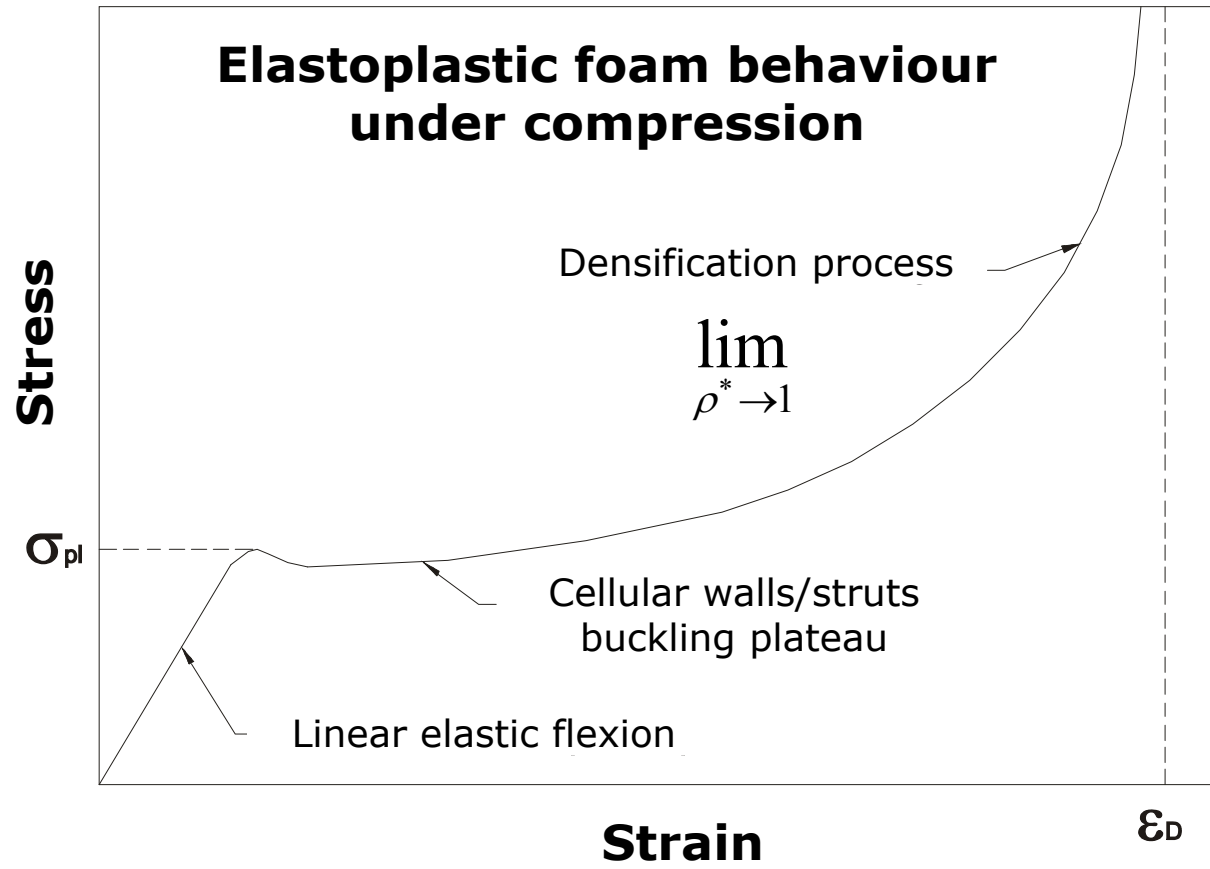 Elastoplastic foam behaviour
under compression
Densification process
lim
ρ* →1
Stress
σpl
Cellular walls/struts
buckling plateau
Linear elastic flexion
εD
Strain